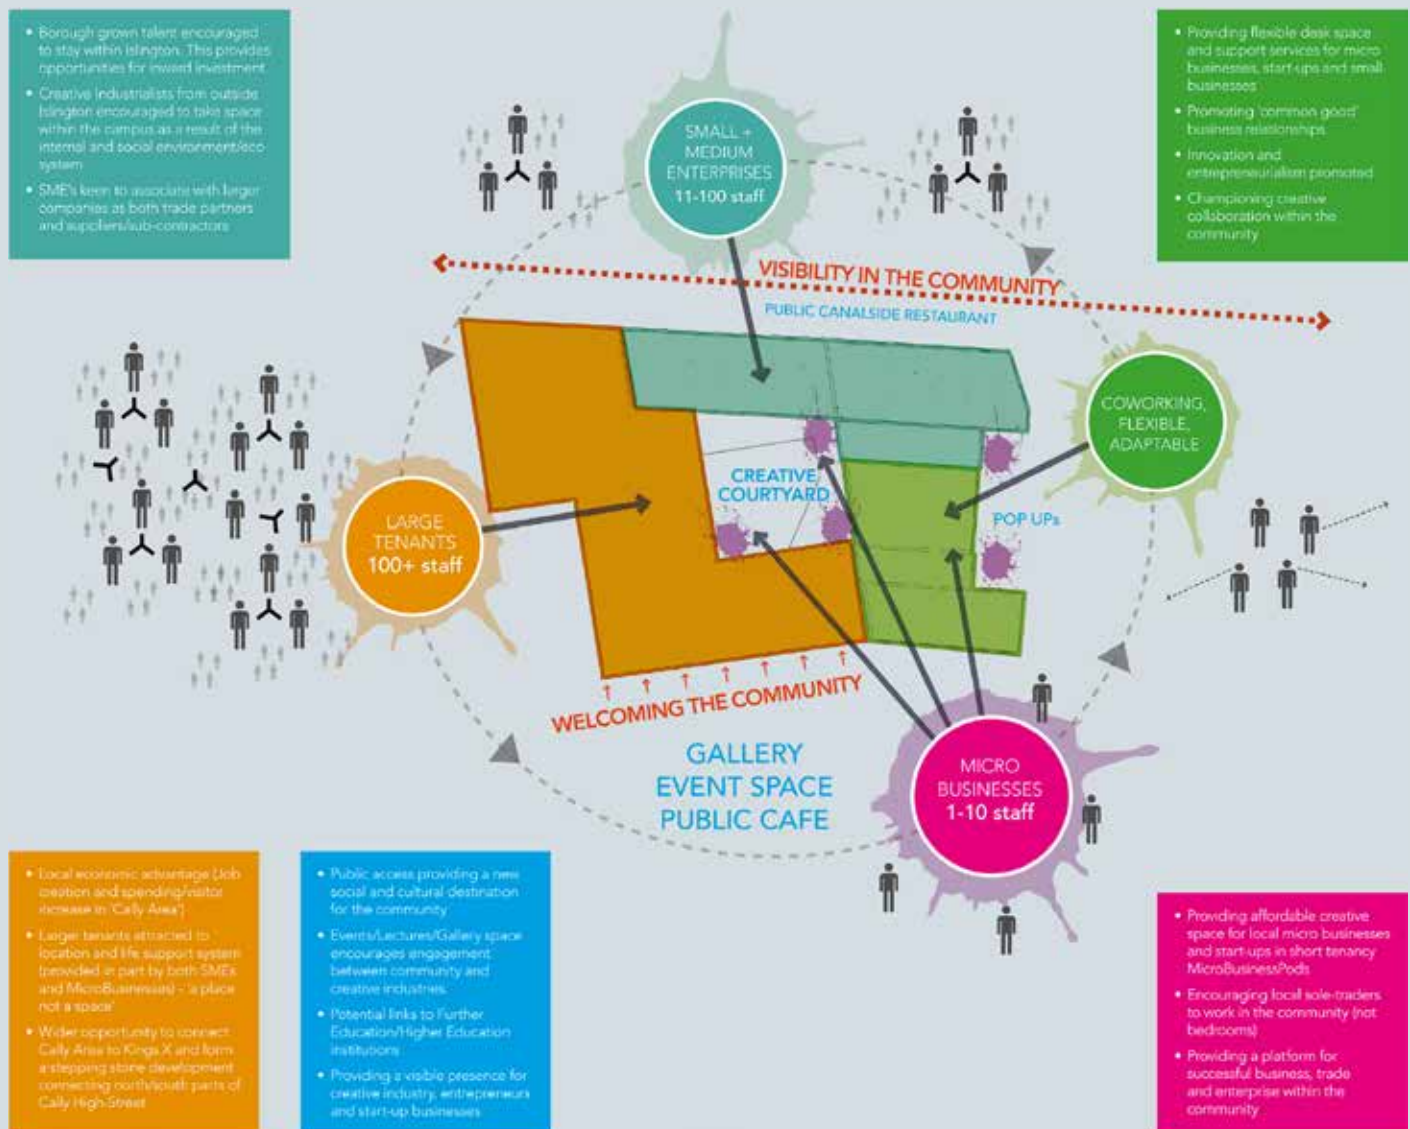 • Borough grown talent encouraged
to stay within Islington. This provides
opportunities for inward investment
• Creative Industrialists from outside
Islington encouraged to take space
within the campus as a result of the
internal and social environment/eco
system
• SME's keen to associate with larger
companies as both trade partners
and suppliers/sub-contractors
SMALL +
MEDIUM
ENTERPRISES
11-100 staff
• Providing flexible desk space
and support services for micro
businesses, start-ups and small
businesses
• Promoting 'common good'
business relationships
• Innovation and
entrepreneurialism promoted
• Championing creative
collaboration within the
community
VISIBILITY IN THE COMMUNITY
PUBLIC CANALSIDE RESTAURANT
COWORKING,
FLEXIBLE,
ADAPTABLE
CREATIVE
COURTYARD
POP UPs
LARGE
TENANTS
100+ staff
WELCOMING THE COMMUNITY
GALLERY
EVENT SPACE
PUBLIC CAFE
MICRO
BUSINESSES
1-10 staff
• Local economic advantage (Job
creation and spending/visitor
increase in 'Cally Area')
• Larger tenants attracted to
location and life support system
(provided in part by both SMEs
and MicroBusinesses) – 'a place
not a space'
• Wider opportunity to connect
Cally Area to Kings X and form
a stepping stone development
connecting north/south parts of
Cally High-Street
• Public access providing a new
social and cultural destination
for the community
• Events/Lectures/Gallery space
encourages engagement
between community and
creative industries.
• Potential links to Further
Education/Higher Education
institutions
• Providing a visible presence for
creative industry, entrepreneurs
and start-up businesses
• Providing affordable creative
space for local micro businesses
and start-ups in short tenancy
MicroBusinessPods
• Encouraging local sole-traders
to work in the community (not
bedrooms)
• Providing a platform for
successful business, trade
and enterprise within the
community